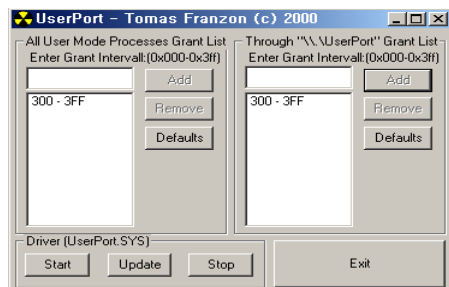 UserPort - Tomas Franzon (c) 2000
All User Mode Processes Grant List
Enter Grant Intervall:(0x000-0x3ff)
Add
300 - 3FF
Remove
Defaults
Through "\\.\UserPort" Grant List
Enter Grant Intervall:(0x000-0x3ff)
Add
300 - 3FF
Remove
Defaults
Driver (UserPort.SYS)
Start
Update
Stop
Exit